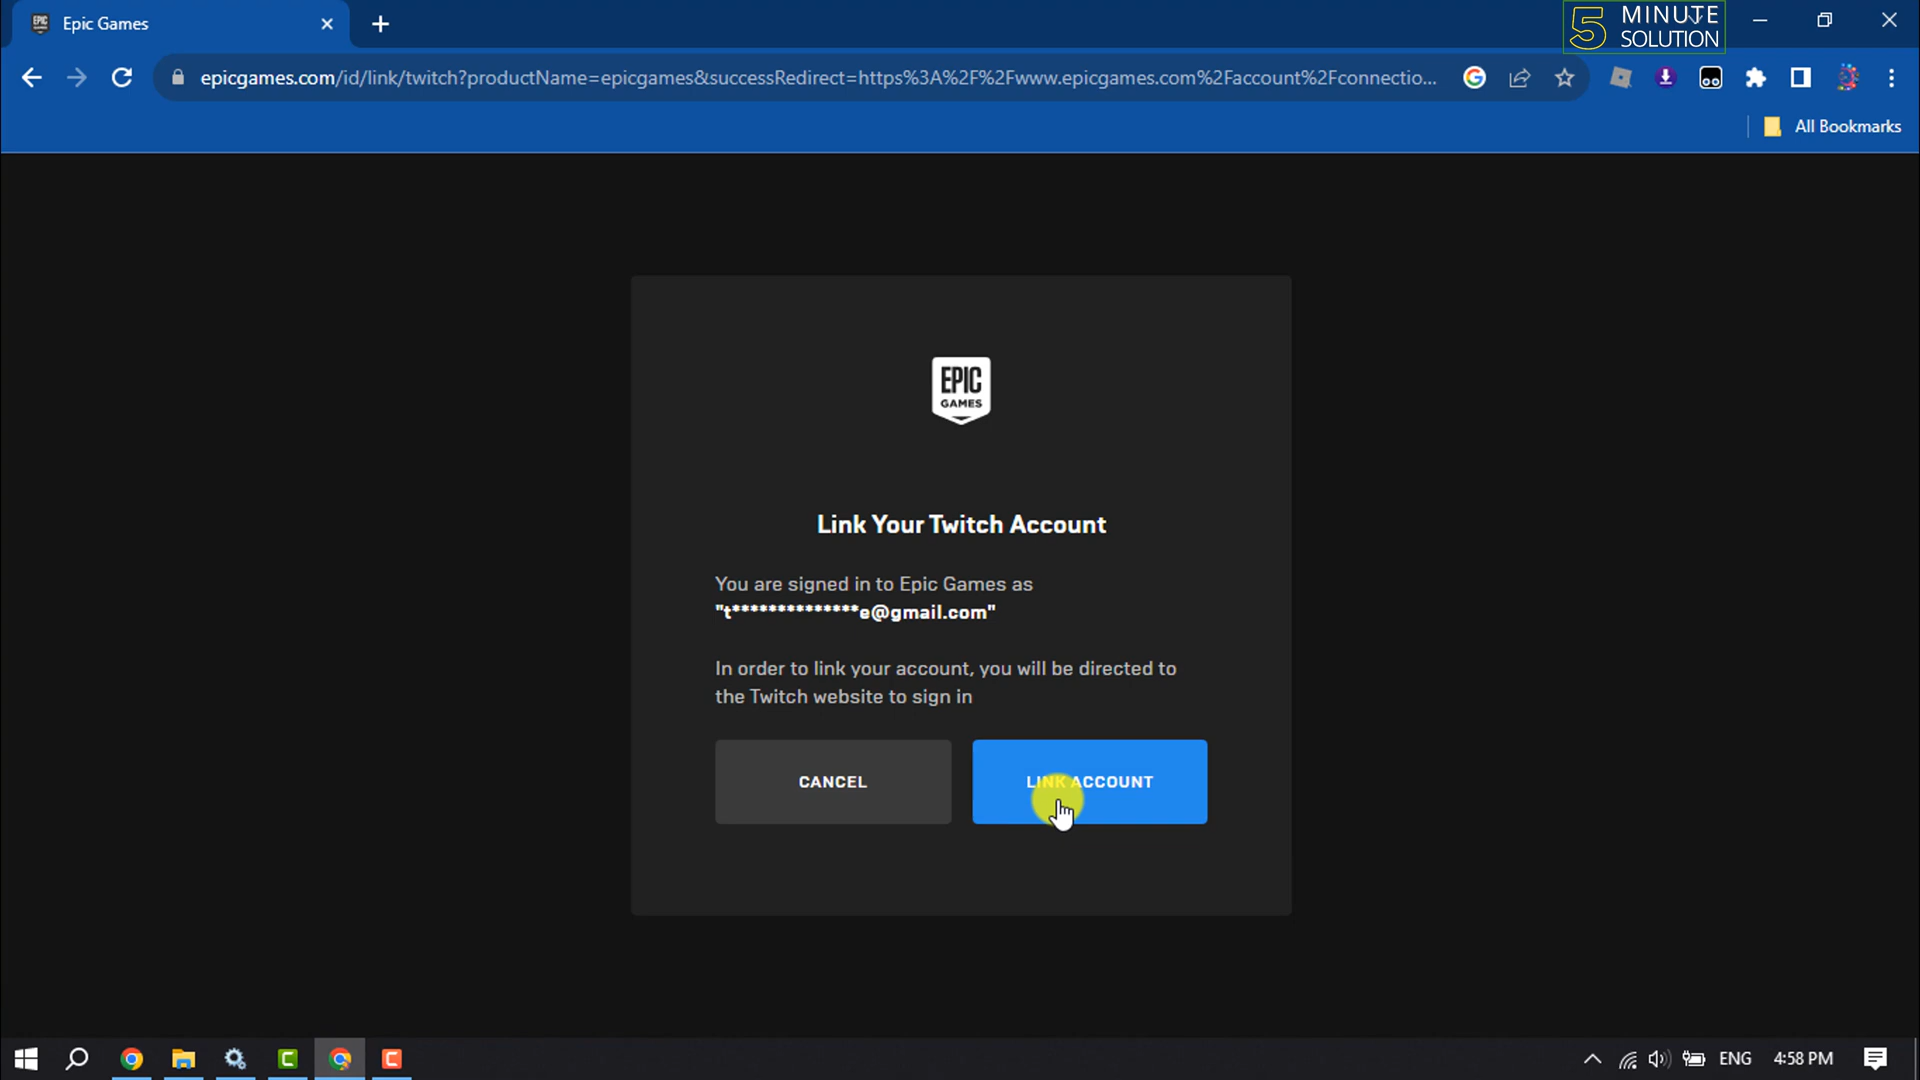 Epic Games
5 MINUTE SOLUTION
epicgames.com/id/link/twitch?productName=epicgames&successRedirect=https%3A%2F%2Fwww.epicgames.com%2Faccount%2Fconnectio...
All Bookmarks
EPIC
GAMES
Link Your Twitch Account
You are signed in to Epic Games as
"t**************e@gmail.com"
In order to link your account, you will be directed to
the Twitch website to sign in
CANCEL
LINK ACCOUNT
ENG
4:58 PM